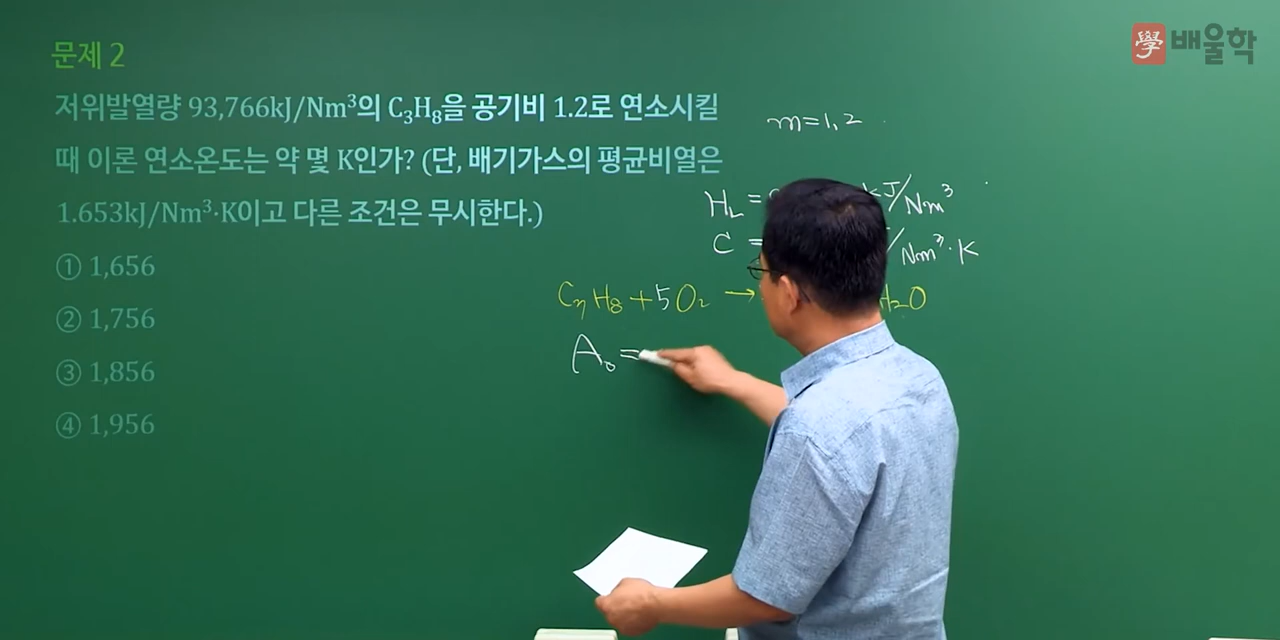 문제 2
學 배울학
저위발열량 93,766kJ/Nm³의 C₃H₈을 공기비 1.2로 연소시킬
때 이론 연소온도는 약 몇 K인가? (단, 배기가스의 평균비열은
1.653kJ/Nm³·K이고 다른 조건은 무시한다.)
① 1,656
② 1,756
③ 1,856
④ 1,956
m=1,2
H_L = kJ/Nm³
C = /Nm³·K
C₃H₈+5O₂ → H₂O
A₀=